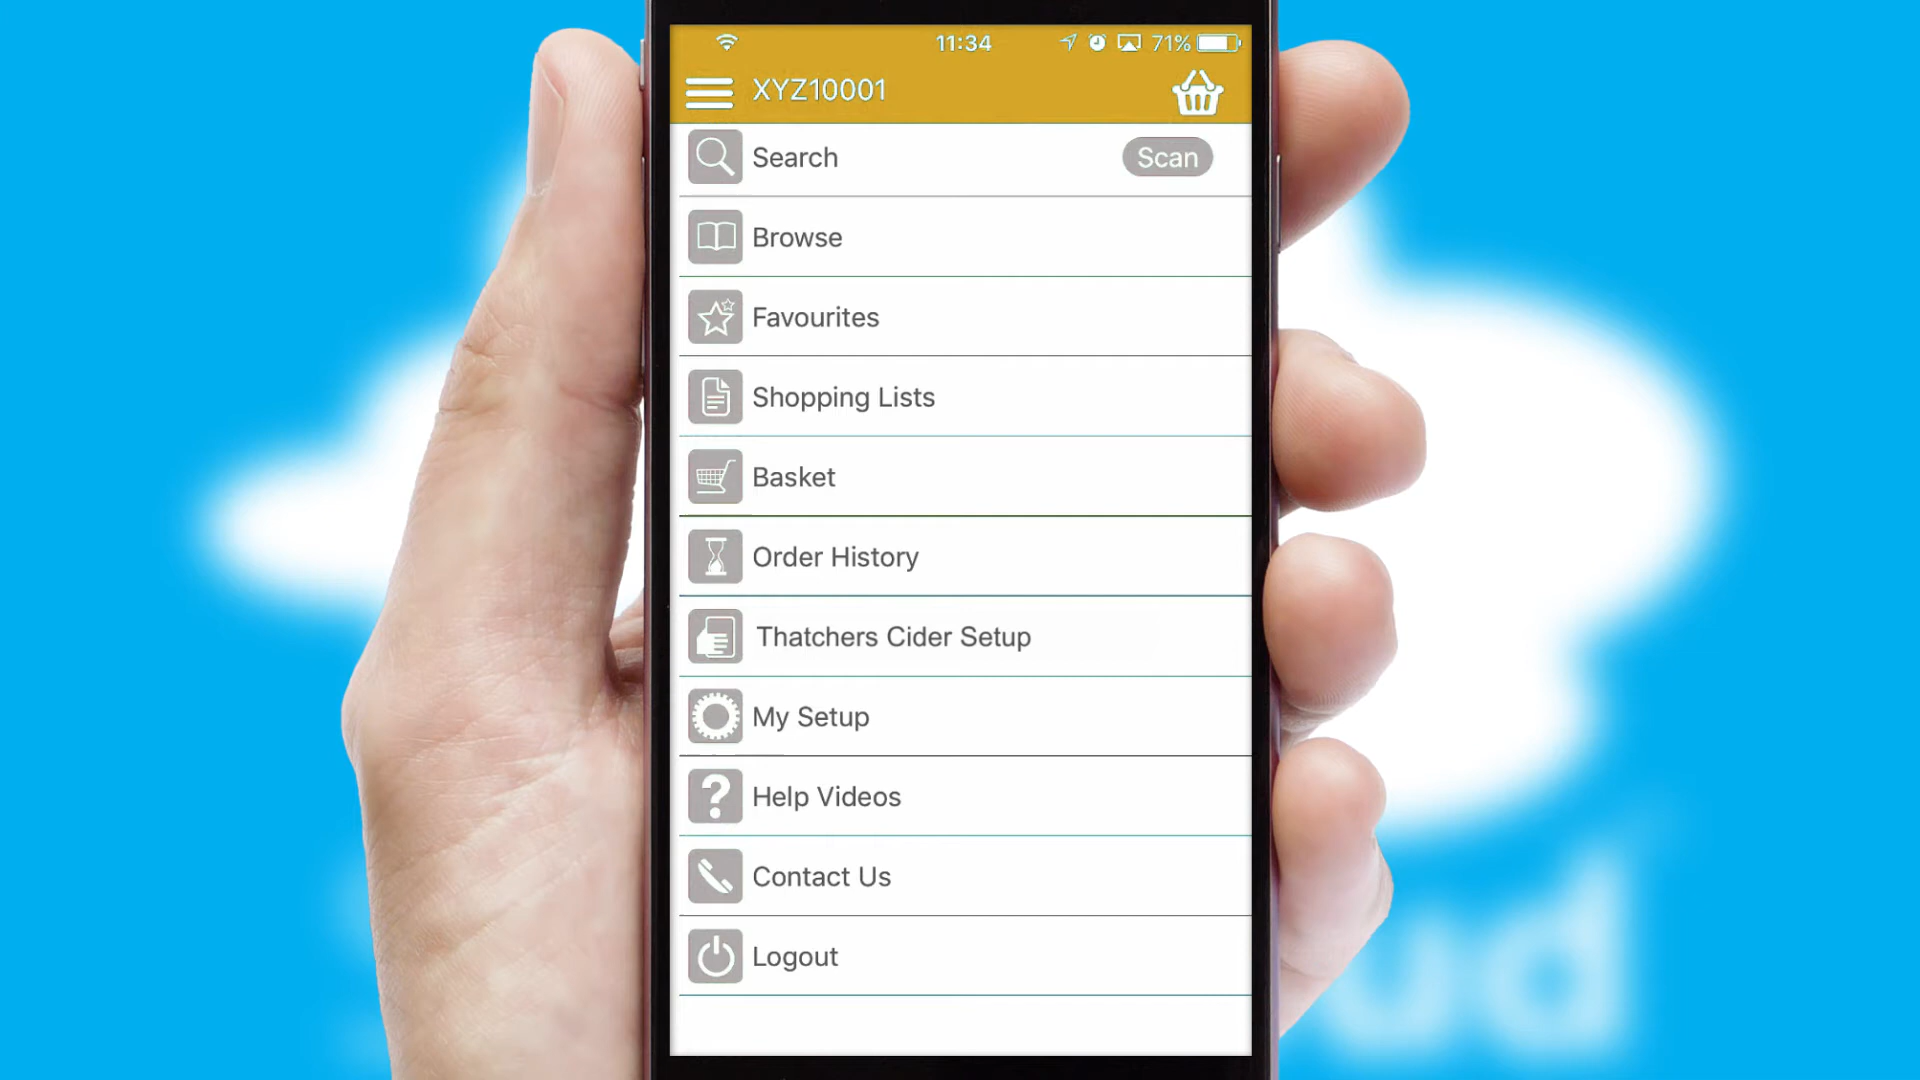 11:34 71%
XYZ10001
Search Scan
Browse
Favourites
Shopping Lists
Basket
Order History
Thatchers Cider Setup
My Setup
Help Videos
Contact Us
Logout